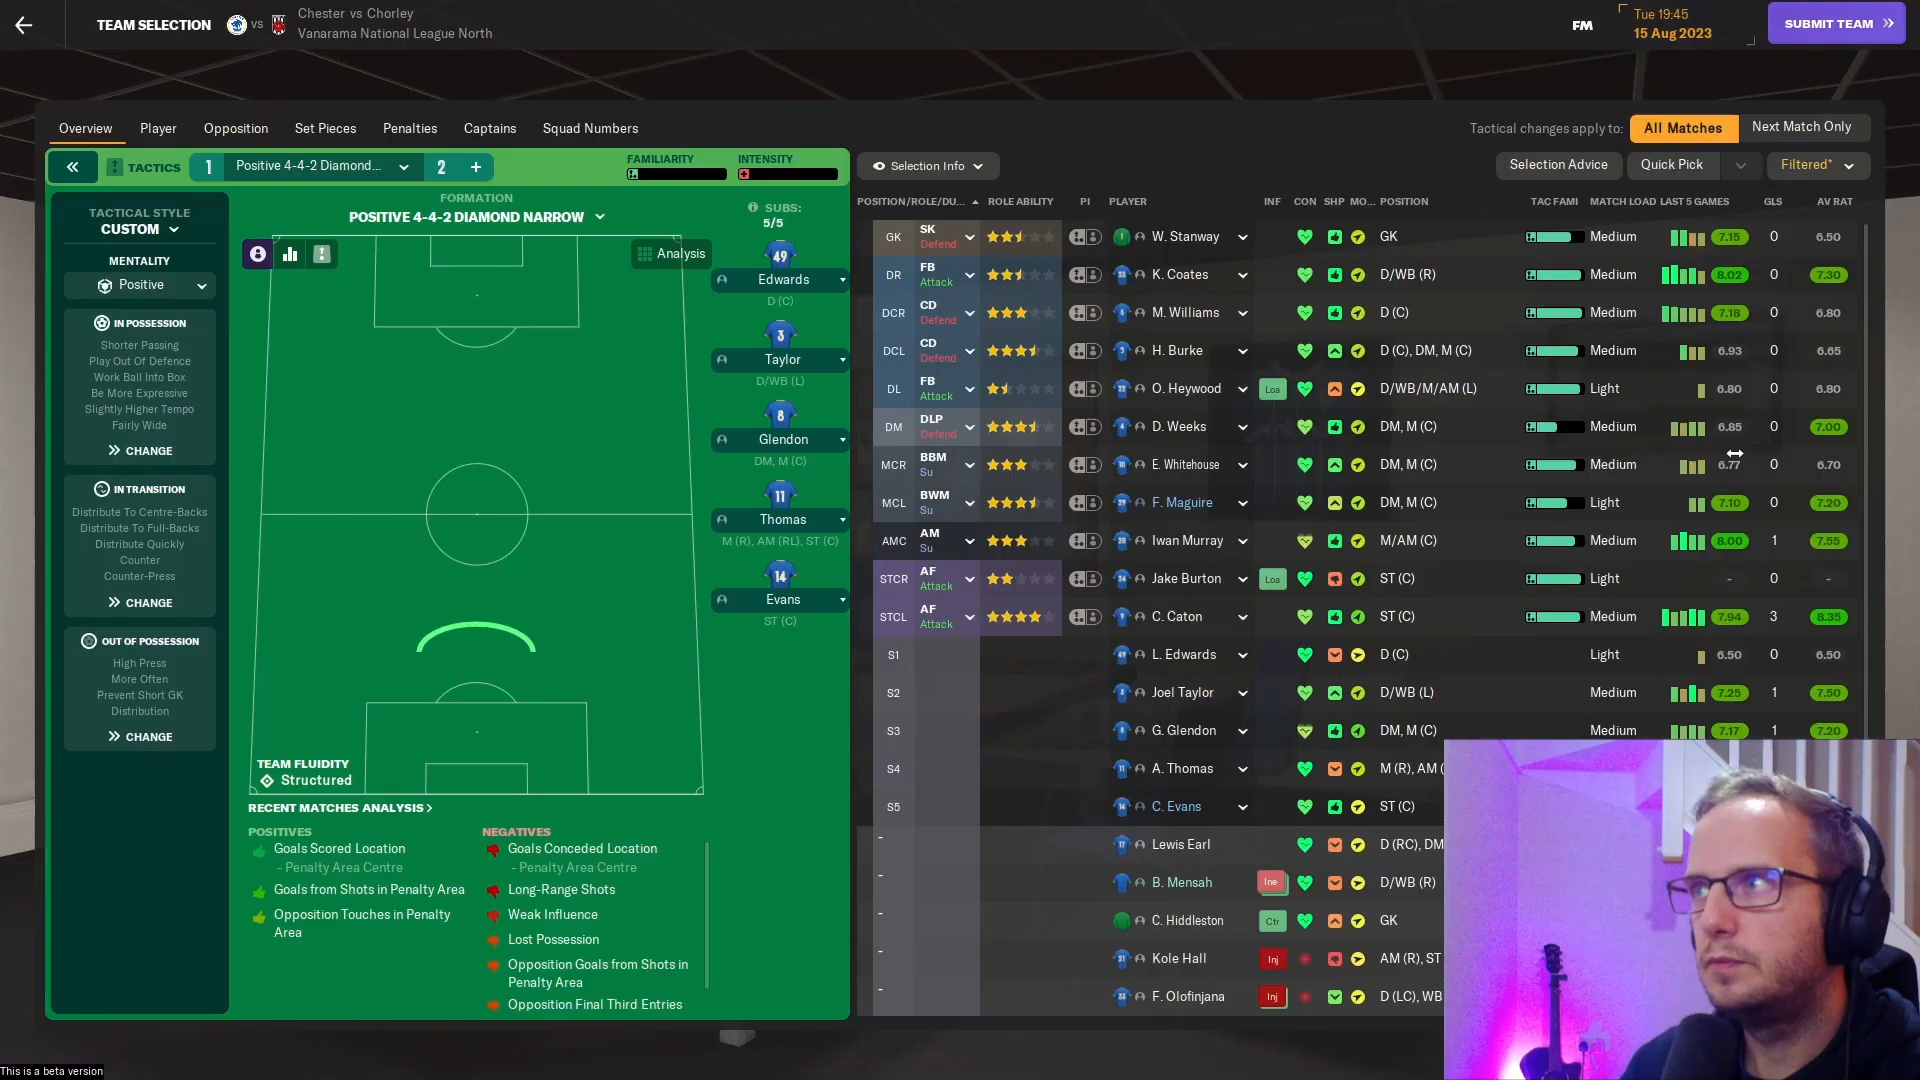 TEAM SELECTION
vs
Chester vs Chorley
Vanarama National League North
FM
Tue 19:45
15 Aug 2023
SUBMIT TEAM
Overview
Player
Opposition
Set Pieces
Penalties
Captains
Squad Numbers
Tactical changes apply to:
All Matches
Next Match Only
TACTICS
1
Positive 4-4-2 Diamond...
2
+
FAMILIARITY
INTENSITY
Selection Info
Selection Advice
Quick Pick
Filtered*
TACTICAL STYLE
CUSTOM
MENTALITY
Positive
IN POSSESSION
Shorter Passing
Play Out Of Defence
Work Ball Into Box
Be More Expressive
Slightly Higher Tempo
Fairly Wide
CHANGE
IN TRANSITION
Distribute To Centre-Backs
Distribute To Full-Backs
Distribute Quickly
Counter
Counter-Press
CHANGE
OUT OF POSSESSION
High Press
More Often
Prevent Short GK
Distribution
CHANGE
FORMATION
POSITIVE 4-4-2 DIAMOND NARROW
Analysis
SUBS:
5/5
49
Edwards
D (C)
3
Taylor
D/WB (L)
8
Glendon
DM, M (C)
11
Thomas
M (R), AM (RL), ST (C)
14
Evans
ST (C)
TEAM FLUIDITY
Structured
RECENT MATCHES ANALYSIS
POSITIVES
Goals Scored Location
- Penalty Area Centre
Goals from Shots in Penalty Area
Opposition Touches in Penalty
Area
NEGATIVES
Goals Conceded Location
- Penalty Area Centre
Long-Range Shots
Weak Influence
Lost Possession
Opposition Goals from Shots in
Penalty Area
Opposition Final Third Entries
POSITION/ROLE/DU... ROLE ABILITY PI PLAYER INF CON SHP MO... POSITION TAC FAMI MATCH LOAD LAST 5 GAMES GLS AV RAT
GK SK Defend W. Stanway GK Medium 7.15 0 6.50
DR FB Attack K. Coates D/WB (R) Medium 8.02 0 7.30
DCR CD Defend M. Williams D (C) Medium 7.18 0 6.80
DCL CD Defend H. Burke D (C), DM, M (C) Medium 6.93 0 6.65
DL FB Attack O. Heywood Loa D/WB/M/AM (L) Light 6.80 0 6.80
DM DLP Defend D. Weeks DM, M (C) Medium 6.85 0 7.00
MCR BBM Su E. Whitehouse DM, M (C) Medium 6.77 0 6.70
MCL BWM Su F. Maguire DM, M (C) Light 7.10 0 7.20
AMC AM Su Iwan Murray M/AM (C) Medium 8.00 1 7.55
STCR AF Attack Jake Burton Loa ST (C) Light - 0 -
STCL AF Attack C. Caton ST (C) Medium 7.94 3 8.35
S1 L. Edwards D (C) Light 6.50 0 6.50
S2 Joel Taylor D/WB (L) Medium 7.25 1 7.50
S3 G. Glendon DM, M (C) Medium 7.17 1 7.20
S4 A. Thomas M (R), AM (
S5 C. Evans ST (C)
- Lewis Earl D (RC), DM
- B. Mensah Ine D/WB (R)
- C. Hiddleston Ctr GK
- Kole Hall Inj AM (R), ST
- F. Olofinjana Inj D (LC), WB
This is a beta version